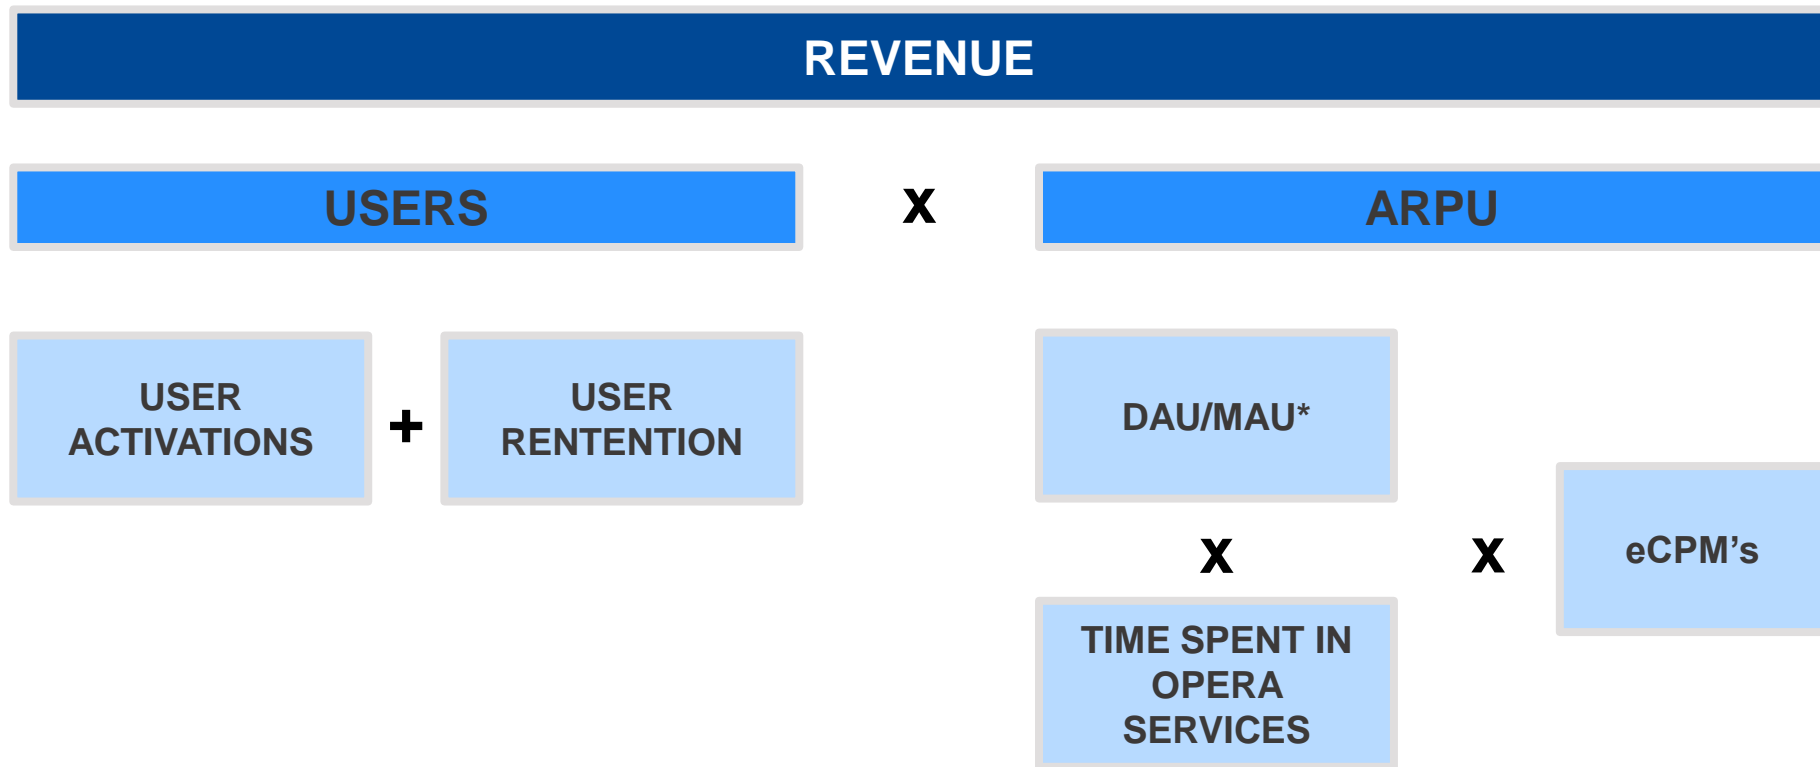 REVENUE
USERS
x
ARPU
USER
ACTIVATIONS
+
USER
RENTENTION
DAU/MAU*
x
x
eCPM’s
TIME SPENT IN
OPERA
SERVICES